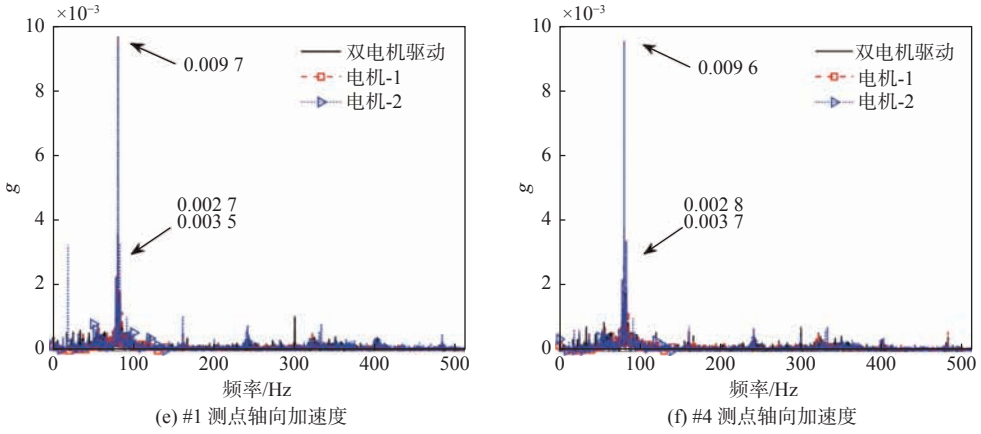 ×10⁻³
10
8
6
4
2
0
g
0.009 7
0.002 7
0.003 5
双电机驱动
电机-1
电机-2
0 100 200 300 400 500
频率/Hz
(e) #1 测点轴向加速度
×10⁻³
10
8
6
4
2
0
g
0.009 6
0.002 8
0.003 7
双电机驱动
电机-1
电机-2
0 100 200 300 400 500
频率/Hz
(f) #4 测点轴向加速度